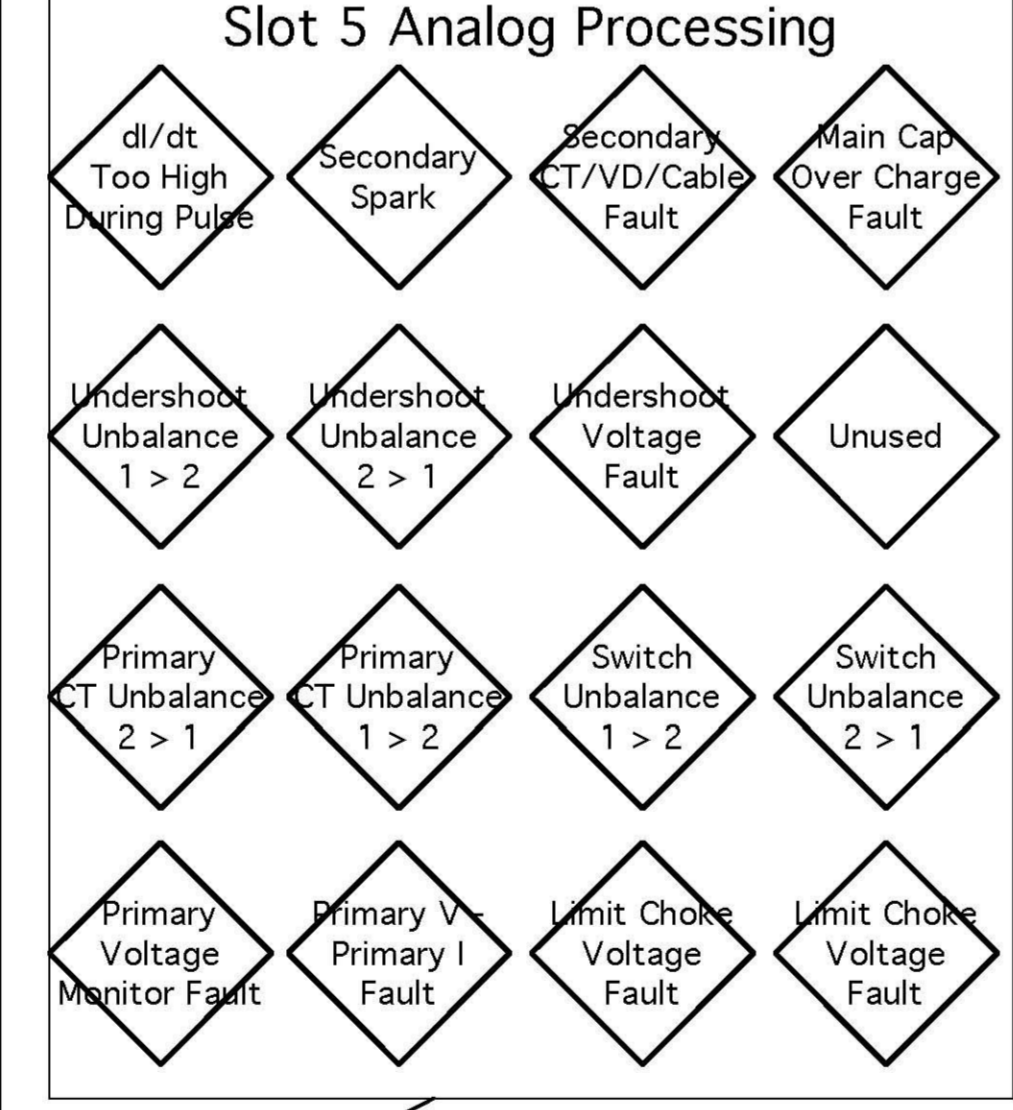 Slot 5 Analog Processing
dI/dt
Too High
During Pulse
Secondary
Spark
Secondary
CT/VD/Cable
Fault
Main Cap
Over Charge
Fault
Undershoot
Unbalance
1 > 2
Undershoot
Unbalance
2 > 1
Undershoot
Voltage
Fault
Unused
Primary
CT Unbalance
2 > 1
Primary
CT Unbalance
1 > 2
Switch
Unbalance
1 > 2
Switch
Unbalance
2 > 1
Primary
Voltage
Monitor Fault
Primary V -
Primary I
Fault
Limit Choke
Voltage
Fault
Limit Choke
Voltage
Fault